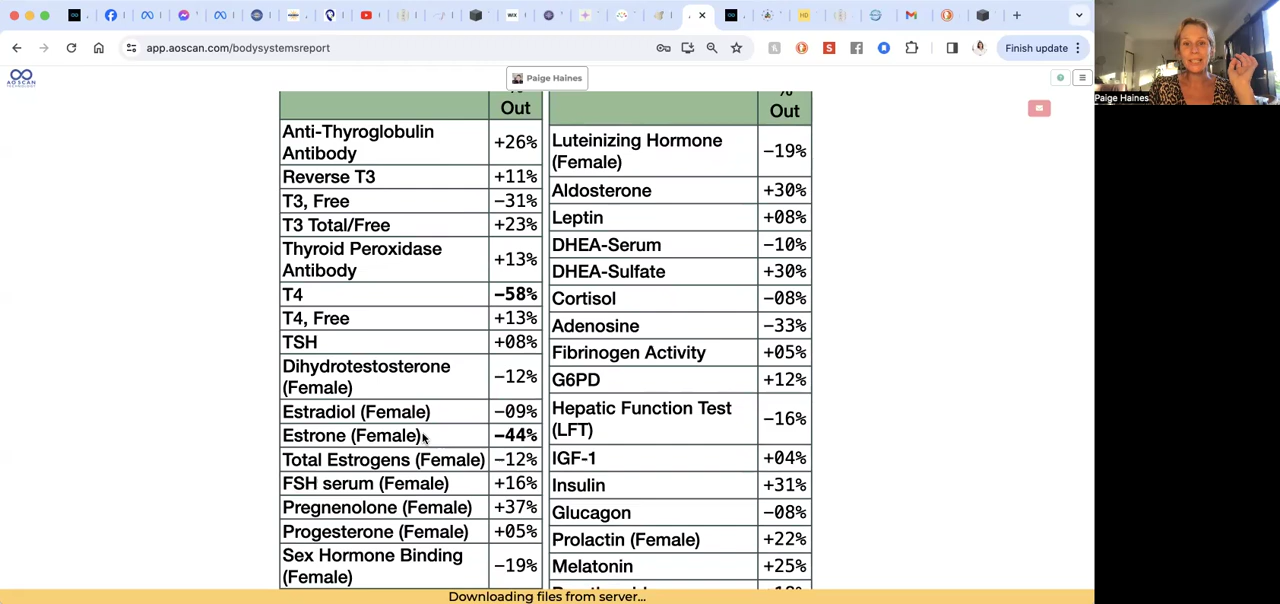 app.aoscan.com/bodysystemsreport
Finish update
AO SCAN
TECHNOLOGY
Paige Haines
Paige Haines
%
Out
%
Out
Anti-Thyroglobulin
Antibody
+26%
Reverse T3
+11%
T3, Free
−31%
T3 Total/Free
+23%
Thyroid Peroxidase
Antibody
+13%
T4
−58%
T4, Free
+13%
TSH
+08%
Dihydrotestosterone
(Female)
−12%
Estradiol (Female)
−09%
Estrone (Female)
−44%
Total Estrogens (Female)
−12%
FSH serum (Female)
+16%
Pregnenolone (Female)
+37%
Progesterone (Female)
+05%
Sex Hormone Binding
(Female)
−19%
Luteinizing Hormone
(Female)
−19%
Aldosterone
+30%
Leptin
+08%
DHEA-Serum
−10%
DHEA-Sulfate
+30%
Cortisol
−08%
Adenosine
−33%
Fibrinogen Activity
+05%
G6PD
+12%
Hepatic Function Test
(LFT)
−16%
IGF-1
+04%
Insulin
+31%
Glucagon
−08%
Prolactin (Female)
+22%
Melatonin
+25%
Downloading files from server...